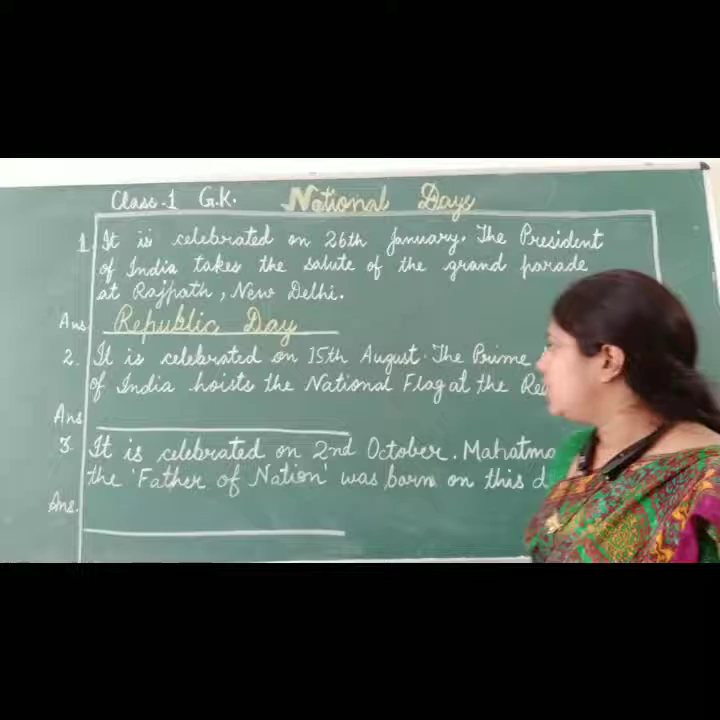 Class-1 G.K. National Days
1. It is celebrated on 26th January. The President
of India takes the salute of the grand parade
at Rajpath, New Delhi.
Ans Republic Day
2. It is celebrated on 15th August. The Prime
of India hoists the National Flag at the Re
Ans
3. It is celebrated on 2nd October. Mahatma
the 'Father of Nation' was born on this d
Ans.